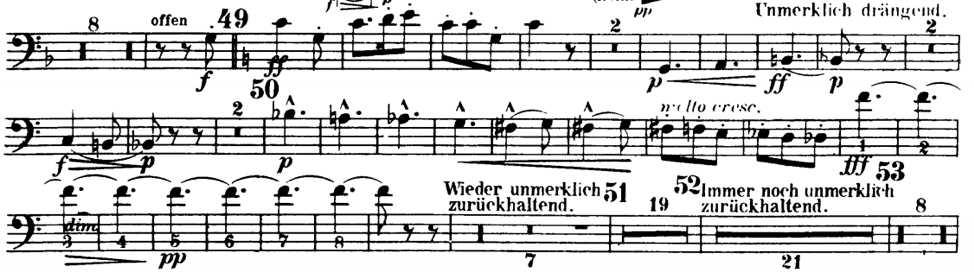 pp
Unmerklich drängend.
8 offen 49 2 2
f ff p ff p
50 2
molto cresc.
f p p fff 1 2 53
Wieder unmerklich 51 52 Immer noch unmerklich
zurückhaltend. 19 zurückhaltend. 8
dim.
3 4 5 6 7 8
pp 7 21